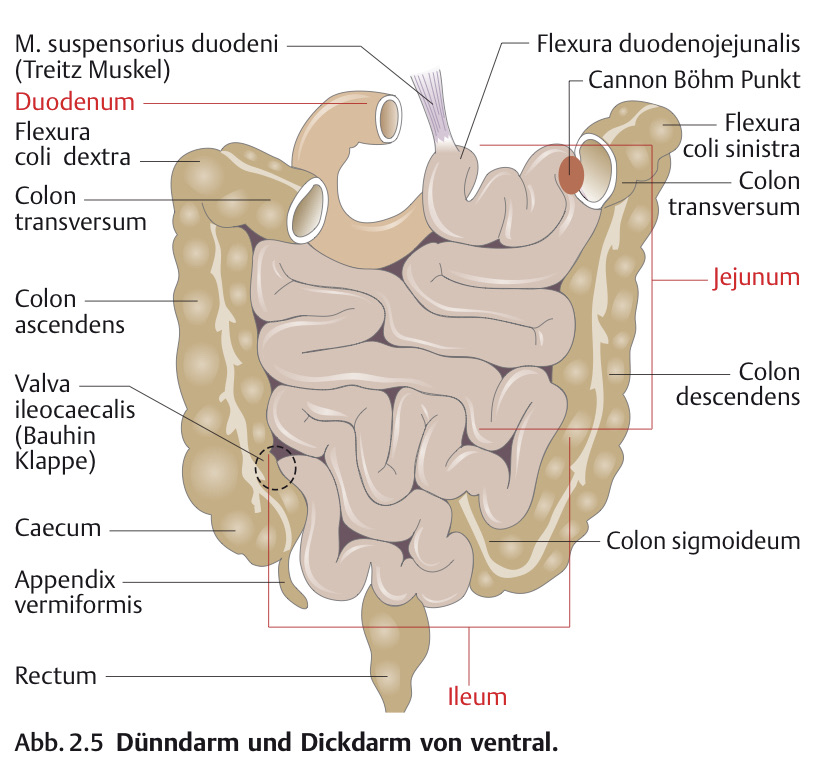 M. suspensorius duodeni
(Treitz Muskel)
Duodenum
Flexura
coli dextra
Colon
transversum
Colon
ascendens
Valva
ileocaecalis
(Bauhin
Klappe)
Caecum
Appendix
vermiformis
Rectum
Flexura duodenojejunalis
Cannon Böhm Punkt
Flexura
coli sinistra
Colon
transversum
Jejunum
Colon
descendens
Colon sigmoideum
Ileum
Abb. 2.5 Dünndarm und Dickdarm von ventral.